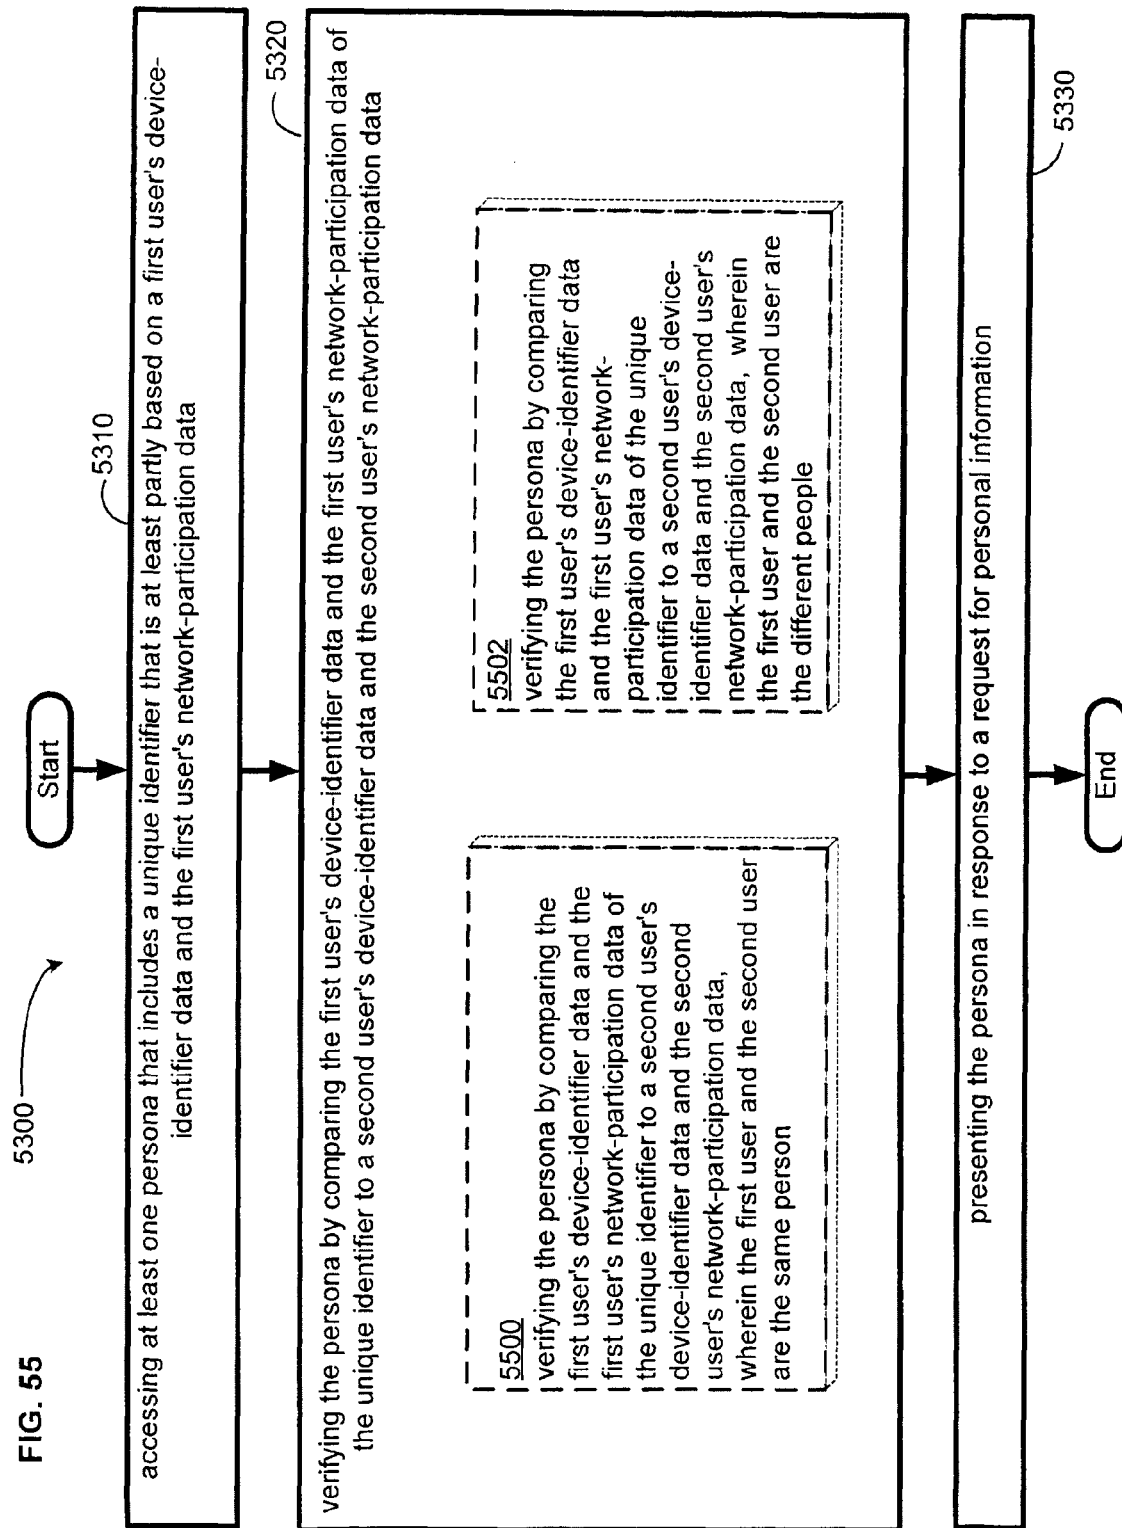 FIG. 55
5300
Start
5310
accessing at least one persona that includes a unique identifier that is at least partly based on a first user's device-
identifier data and the first user's network-participation data
5320
verifying the persona by comparing the first user's device-identifier data and the first user's network-participation data of
the unique identifier to a second user's device-identifier data and the second user's network-participation data
5500
verifying the persona by comparing the
first user's device-identifier data and the
first user's network-participation data of
the unique identifier to a second user's
device-identifier data and the second
user's network-participation data,
wherein the first user and the second user
are the same person
5502
verifying the persona by comparing
the first user's device-identifier data
and the first user's network-
participation data of the unique
identifier to a second user's device-
identifier data and the second user's
network-participation data, wherein
the first user and the second user are
the different people
5330
presenting the persona in response to a request for personal information
End